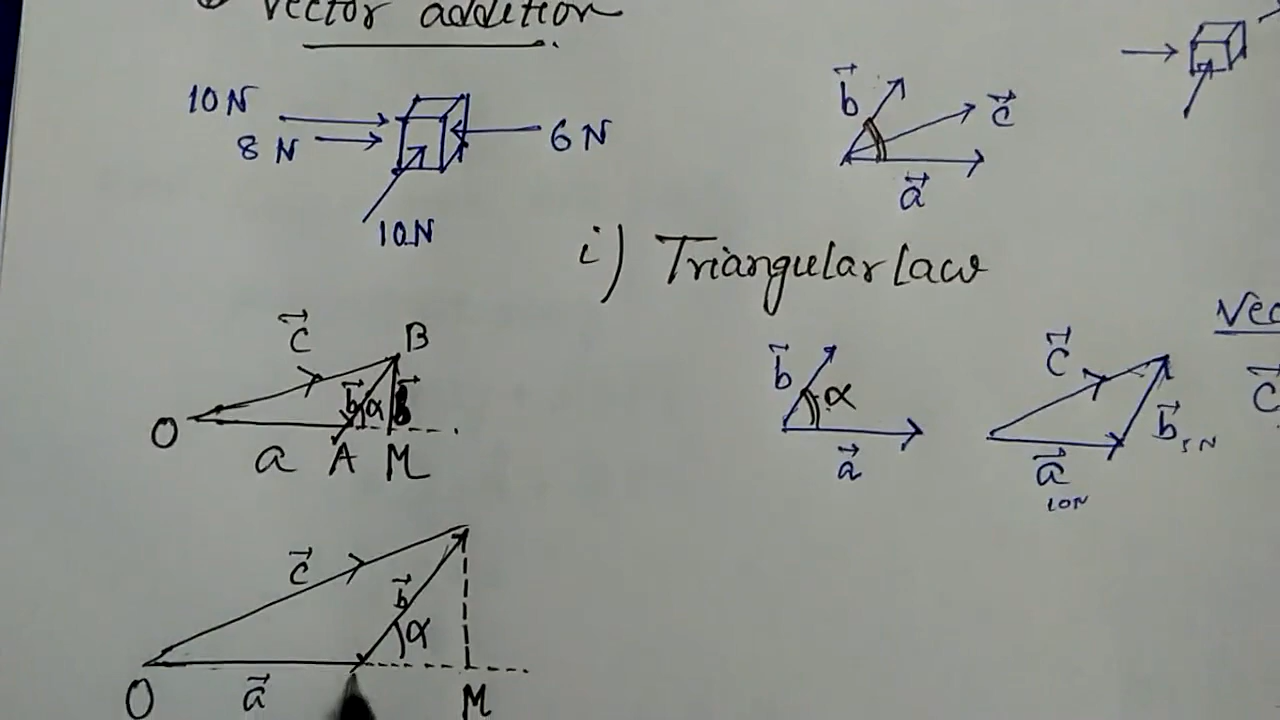 Vector addition
10N
8 N
6 N
10N
b⃗
c⃗
a⃗
i) Triangular law
c⃗
B
b⃗
α
O
a
A
M
b⃗
α
a⃗
c⃗
b⃗ 5N
a⃗
10N
Vec
c⃗
c⃗
b⃗
α
O
a⃗
M